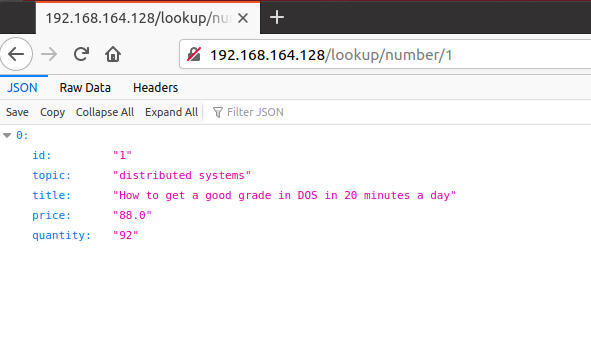 192.168.164.128/lookup/nu
192.168.164.128/lookup/number/1
JSON Raw Data Headers
Save Copy Collapse All Expand All Filter JSON
0:
id: "1"
topic: "distributed systems"
title: "How to get a good grade in DOS in 20 minutes a day"
price: "88.0"
quantity: "92"